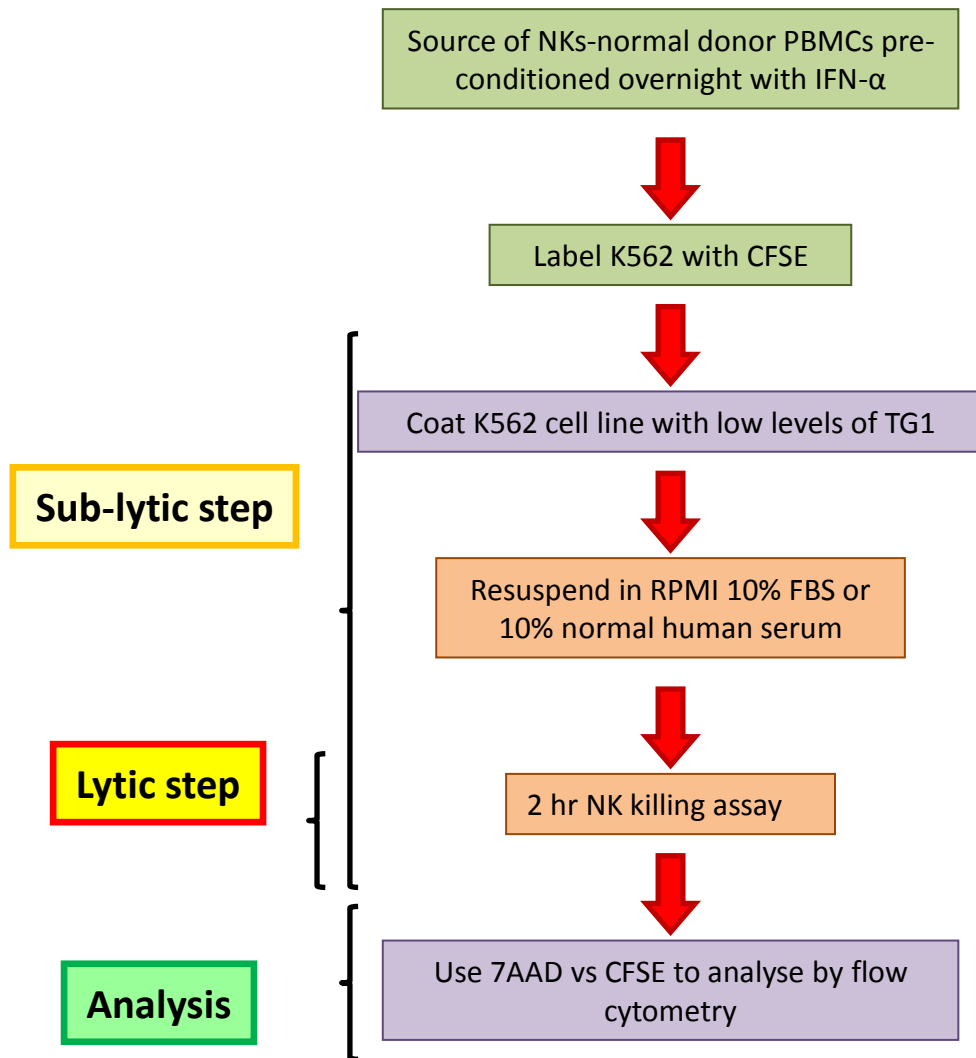 Source of NKs-normal donor PBMCs pre-
conditioned overnight with IFN-α
Label K562 with CFSE
Coat K562 cell line with low levels of TG1
Sub-lytic step
Resuspend in RPMI 10% FBS or
10% normal human serum
Lytic step
2 hr NK killing assay
Analysis
Use 7AAD vs CFSE to analyse by flow
cytometry